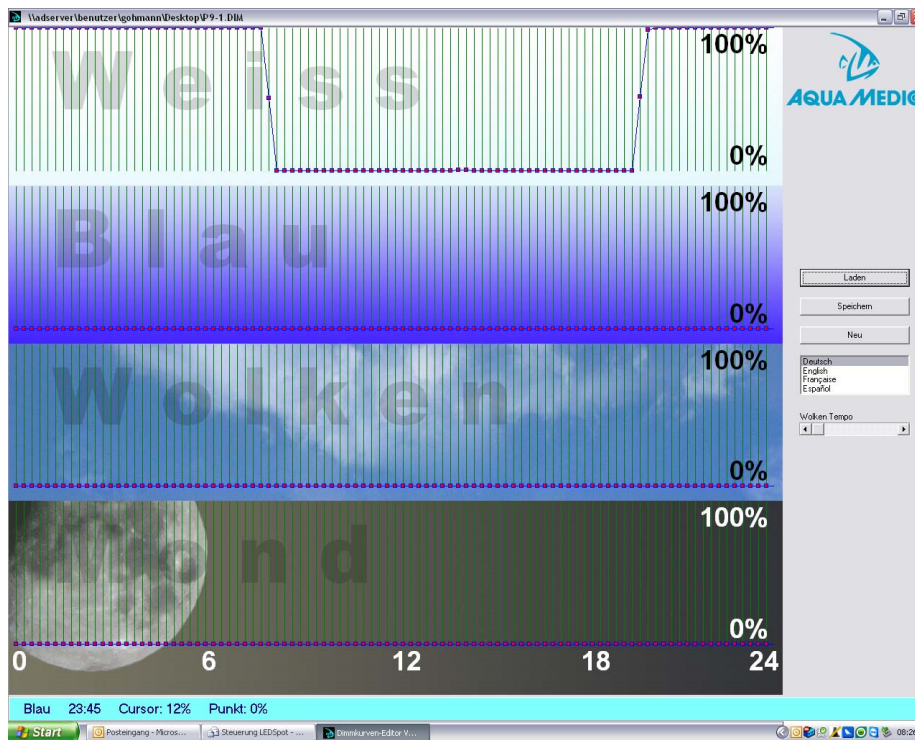 \\adserver\benutzer\gohmann\Desktop\P9-1.DIM
Weiss
100%
0%
AQUA MEDIC
Blau
100%
0%
Laden
Speichern
Neu
Wolken
100%
0%
Deutsch
English
Française
Español
Wolken Tempo
Mond
100%
0%
0 6 12 18 24
Blau 23:45 Cursor: 12% Punkt: 0%
Start Posteingang - Micros... Steuerung LEDSpot - ... Dimmkurven-Editor V... 08:26